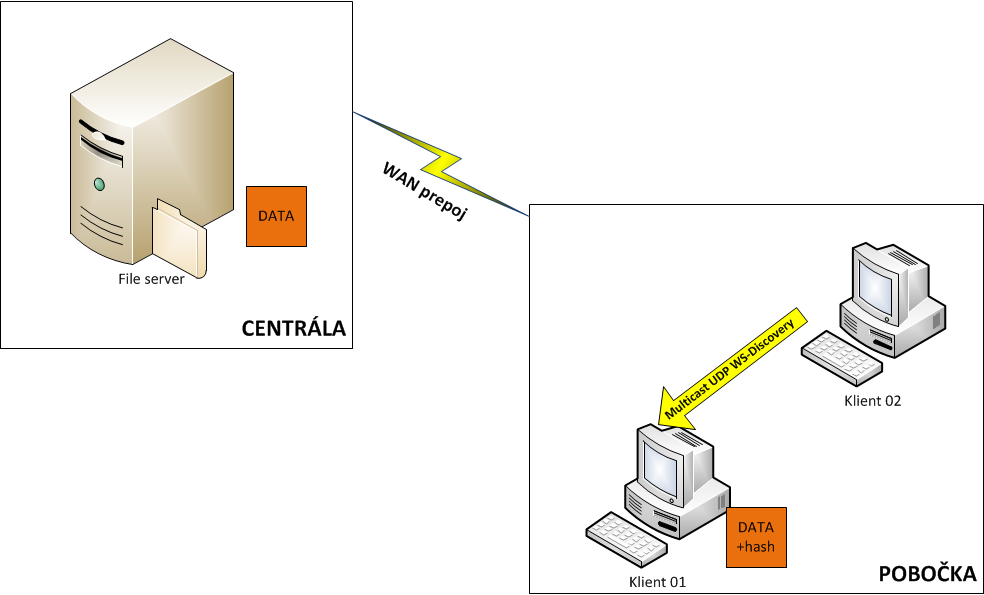 DATA
File server
CENTRÁLA
WAN prepoj
Multicast UDP WS-Discovery
Klient 02
DATA
+hash
Klient 01
POBOČKA